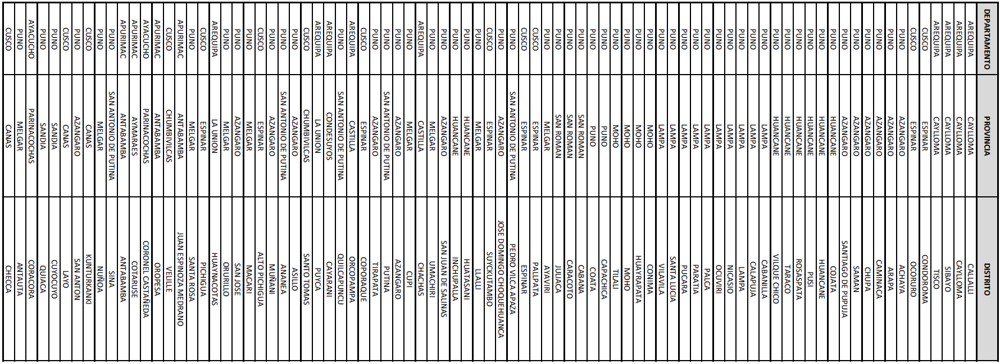 DEPARTAMENTO PROVINCIA DISTRITO
AREQUIPA CAYLLOMA CALLALLI
AREQUIPA CAYLLOMA CAYLLOMA
AREQUIPA CAYLLOMA SIBAYO
AREQUIPA CAYLLOMA TISCO
CUSCO ESPINAR CONDOROMA
CUSCO ESPINAR OCORURO
PUNO AZANGARO ACHAYA
PUNO AZANGARO ARAPA
PUNO AZANGARO CAMINACA
PUNO AZANGARO CHUPA
PUNO AZANGARO SAMAN
PUNO AZANGARO SANTIAGO DE PUPUJA
PUNO HUANCANE COJATA
PUNO HUANCANE HUANCANE
PUNO HUANCANE PUSI
PUNO HUANCANE ROSASPATA
PUNO HUANCANE TARACO
PUNO HUANCANE VILQUE CHICO
PUNO LAMPA CABANILLA
PUNO LAMPA CALAPUJA
PUNO LAMPA LAMPA
PUNO LAMPA NICASIO
PUNO LAMPA OCUVIRI
PUNO LAMPA PALCA
PUNO LAMPA PARATIA
PUNO LAMPA PUCARA
PUNO LAMPA SANTA LUCIA
PUNO LAMPA VILAVILA
PUNO MOHO CONIMA
PUNO MOHO HUAYRAPATA
PUNO MOHO MOHO
PUNO MOHO TILALI
PUNO PUNO CAPACHICA
PUNO PUNO COATA
PUNO SAN ROMAN CABANA
PUNO SAN ROMAN CARACOTO
PUNO SAN ROMAN JULIACA
PUNO MELGAR AYAVIRI
CUSCO ESPINAR PALLPATA
CUSCO ESPINAR ESPINAR
PUNO SAN ANTONIO DE PUTINA PEDRO VILCA APAZA
PUNO AZANGARO JOSE DOMINGO CHOQUEHUANCA
CUSCO ESPINAR SUYCKUTAMBO
PUNO MELGAR LLALLI
PUNO HUANCANE HUATASANI
PUNO HUANCANE INCHUPALLA
PUNO AZANGARO SAN JUAN DE SALINAS
PUNO MELGAR UMACHIRI
AREQUIPA CASTILLA CHACHAS
PUNO MELGAR CUPI
PUNO AZANGARO AZANGARO
PUNO SAN ANTONIO DE PUTINA PUTINA
PUNO AZANGARO TIRAPATA
CUSCO ESPINAR COPORAQUE
AREQUIPA CASTILLA ORCOPAMPA
PUNO SAN ANTONIO DE PUTINA QUILCAPUNCU
AREQUIPA CONDESUYOS CAYARANI
AREQUIPA LA UNION PUYCA
CUSCO CHUMBIVILCAS SANTO TOMAS
PUNO AZANGARO ASILLO
PUNO SAN ANTONIO DE PUTINA ANANEA
PUNO AZANGARO MUÑANI
CUSCO ESPINAR ALTO PICHIGUA
PUNO MELGAR MACARI
PUNO AZANGARO SAN JOSE
PUNO MELGAR ORURILLO
AREQUIPA LA UNION HUAYNACOTAS
CUSCO ESPINAR PICHIGUA
PUNO MELGAR SANTA ROSA
APURIMAC ANTABAMBA JUAN ESPINOZA MEDRANO
CUSCO CHUMBIVILCAS VELILLE
APURIMAC ANTABAMBA OROPESA
AYACUCHO PARINACOCHAS CORONEL CASTAÑEDA
APURIMAC AYMARAES COTARUSE
APURIMAC ANTABAMBA ANTABAMBA
PUNO SAN ANTONIO DE PUTINA SINA
PUNO MELGAR NUÑOA
CUSCO CANAS KUNTURKANKI
PUNO AZANGARO SAN ANTON
CUSCO CANAS LAYO
PUNO SANDIA CUYOCUYO
PUNO SANDIA QUIACA
AYACUCHO PARINACOCHAS CORACORA
PUNO MELGAR ANTAUTA
CUSCO CANAS CHECCA